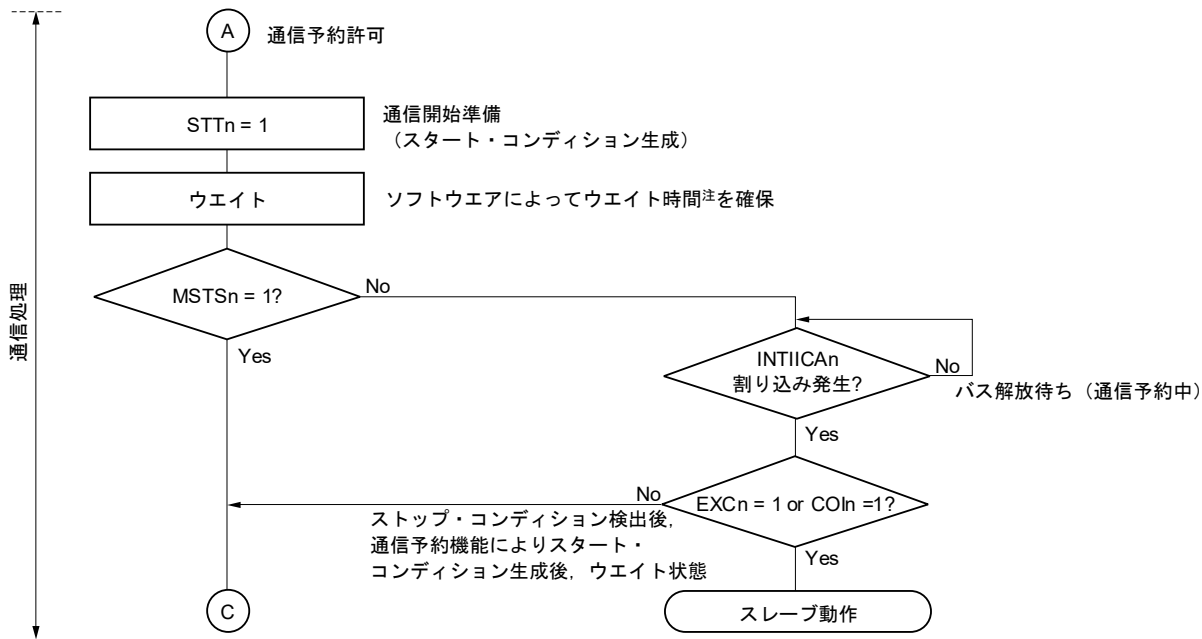 A
通信予約許可
STTn = 1
通信開始準備
（スタート・コンディション生成）
ウエイト
ソフトウエアによってウエイト時間注を確保
MSTSn = 1?
No
Yes
INTIICAn
割り込み発生?
No
バス解放待ち（通信予約中）
Yes
EXCn = 1 or COIn =1?
No
ストップ・コンディション検出後，
通信予約機能によりスタート・
コンディション生成後，ウエイト状態
Yes
C
スレーブ動作
通信処理